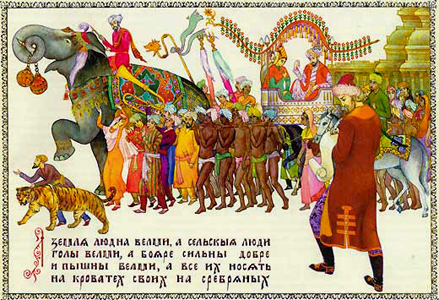 ЗЕМЛЯ ЛЮДНА ВЕЛМИ, А СЕЛЬСКЫЯ ЛЮДИ
ГОЛЫ ВЕЛМИ, А БОЯРЕ СИЛЬНЫ ДОБРЕ
И ПЫШНЫ ВЕЛМИ, А ВСЕ ИХ НОСЯТЬ
НА КРОВАТЕХ СВОИХ НА СРЕБРЯНЫХ